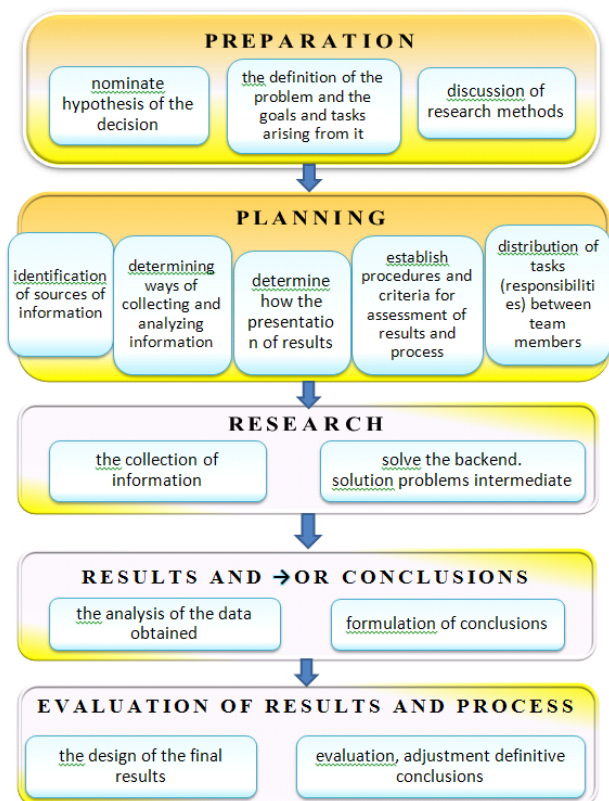 PREPARATION
nominate
hypothesis of the
decision
the definition of the
problem and the
goals and tasks
arising from it
discussion of
research methods
PLANNING
identification
of sources of
information
determining
ways of
collecting and
analyzing
information
determine
how the
presentatio
n of results
establish
procedures and
criteria for
assessment of
results and
process
distribution of
tasks
(responsibiliti
es) between
team
members
RESEARCH
the collection of
information
solve the backend.
solution problems intermediate
RESULTS AND →OR CONCLUSIONS
the analysis of the data
obtained
formulation of conclusions
EVALUATION OF RESULTS AND PROCESS
the design of the final
results
evaluation, adjustment definitive
conclusions